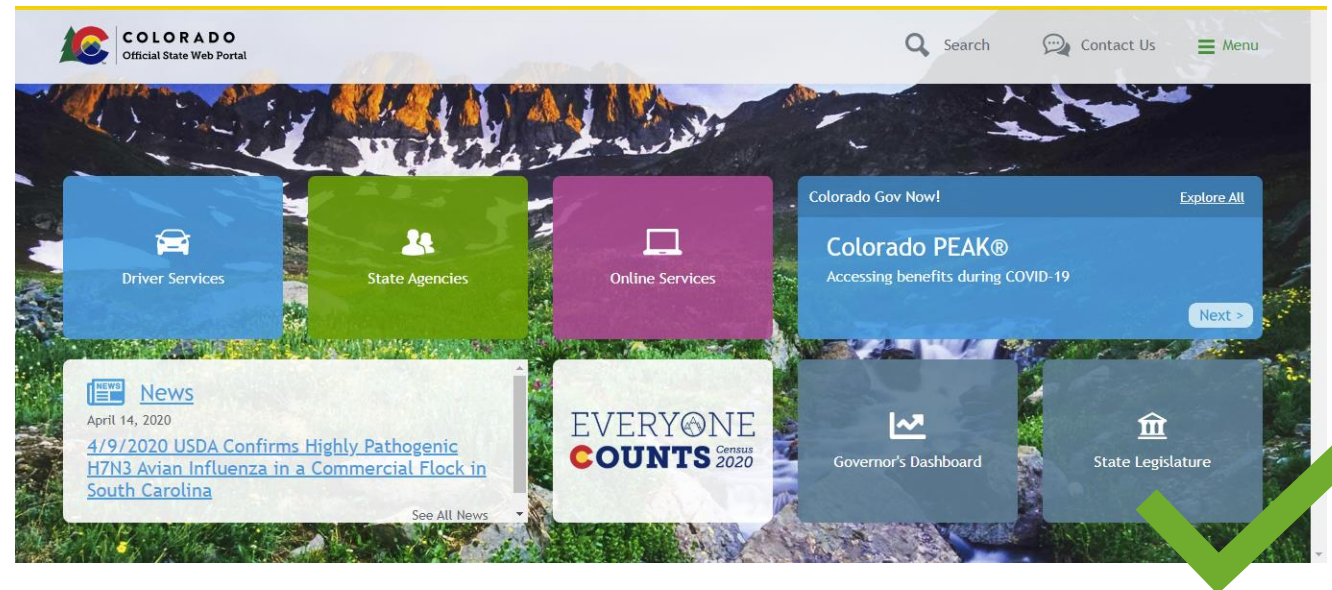 COLORADO
Official State Web Portal
Search
Contact Us
Menu
Driver Services
State Agencies
Online Services
Colorado Gov Now!
Explore All
Colorado PEAK®
Accessing benefits during COVID-19
Next >
NEWS
News
April 14, 2020
4/9/2020 USDA Confirms Highly Pathogenic
H7N3 Avian Influenza in a Commercial Flock in
South Carolina
See All News
EVERYONE
COUNTS Census 2020
Governor's Dashboard
State Legislature